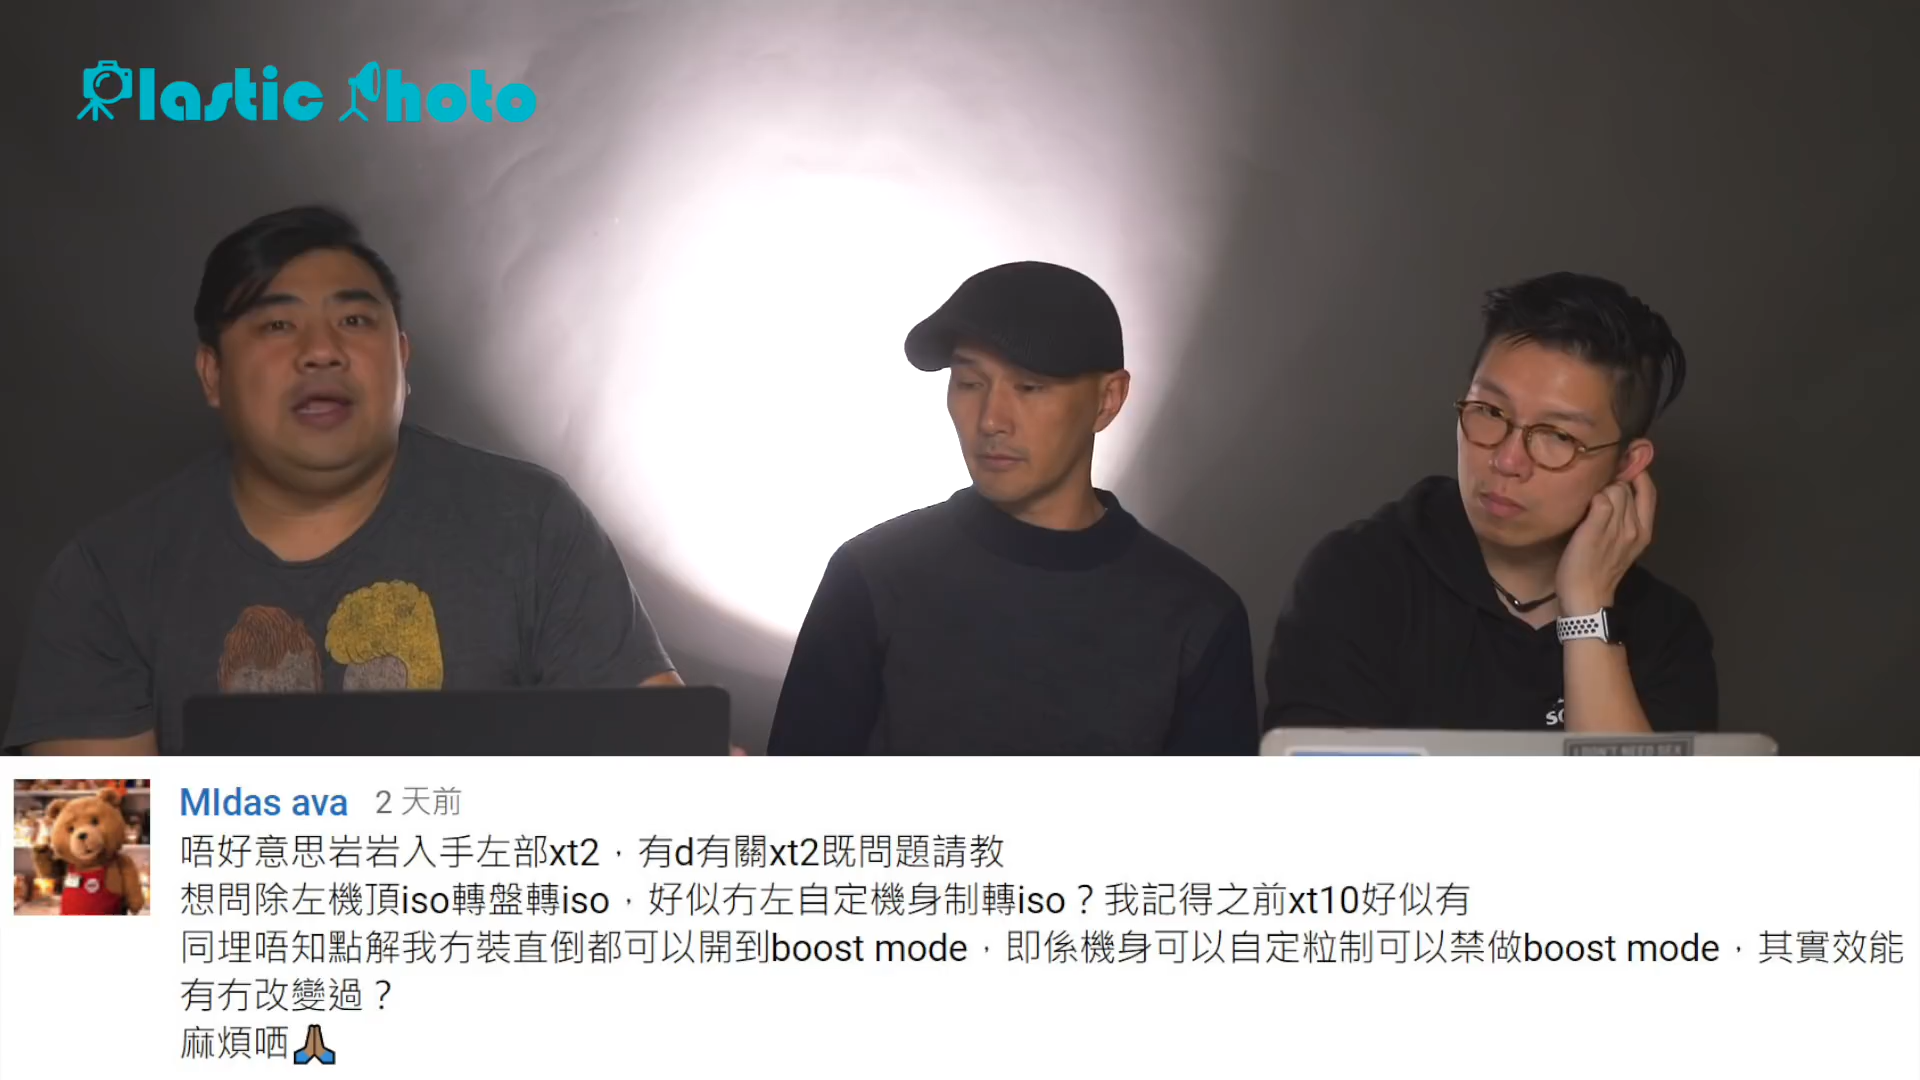 Plastic Photo
I DON'T NEED SEX
MIdas ava 2 天前
唔好意思岩岩入手左部xt2，有d有關xt2既問題請教
想問除左機頂iso轉盤轉iso，好似冇左自定機身制轉iso？我記得之前xt10好似有
同埋唔知點解我冇裝直倒都可以開到boost mode，即係機身可以自定粒制可以禁做boost mode，其實效能
有冇改變過？
麻煩哂🙏🏾